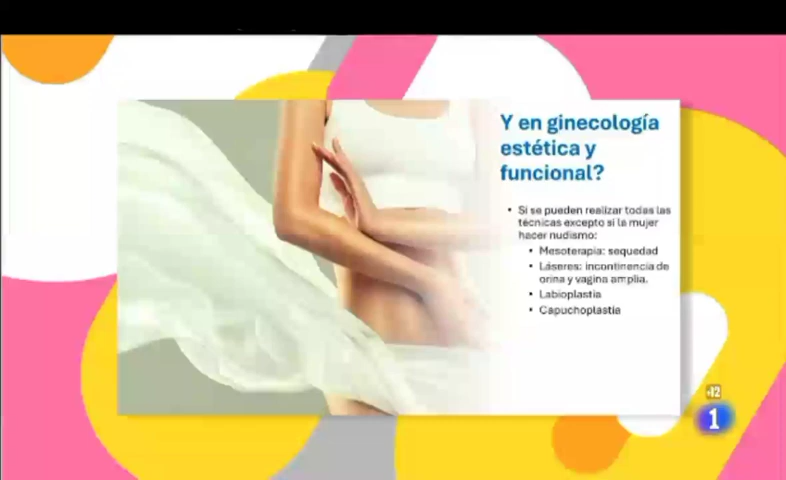 Y en ginecología
estética y
funcional?
• Si se pueden realizar todas las
técnicas excepto si la mujer
hacer nudismo:
• Mesoterapia: sequedad
• Láseres: incontinencia de
orina y vagina amplia.
• Labioplastia
• Capuchoplastia
+12
1